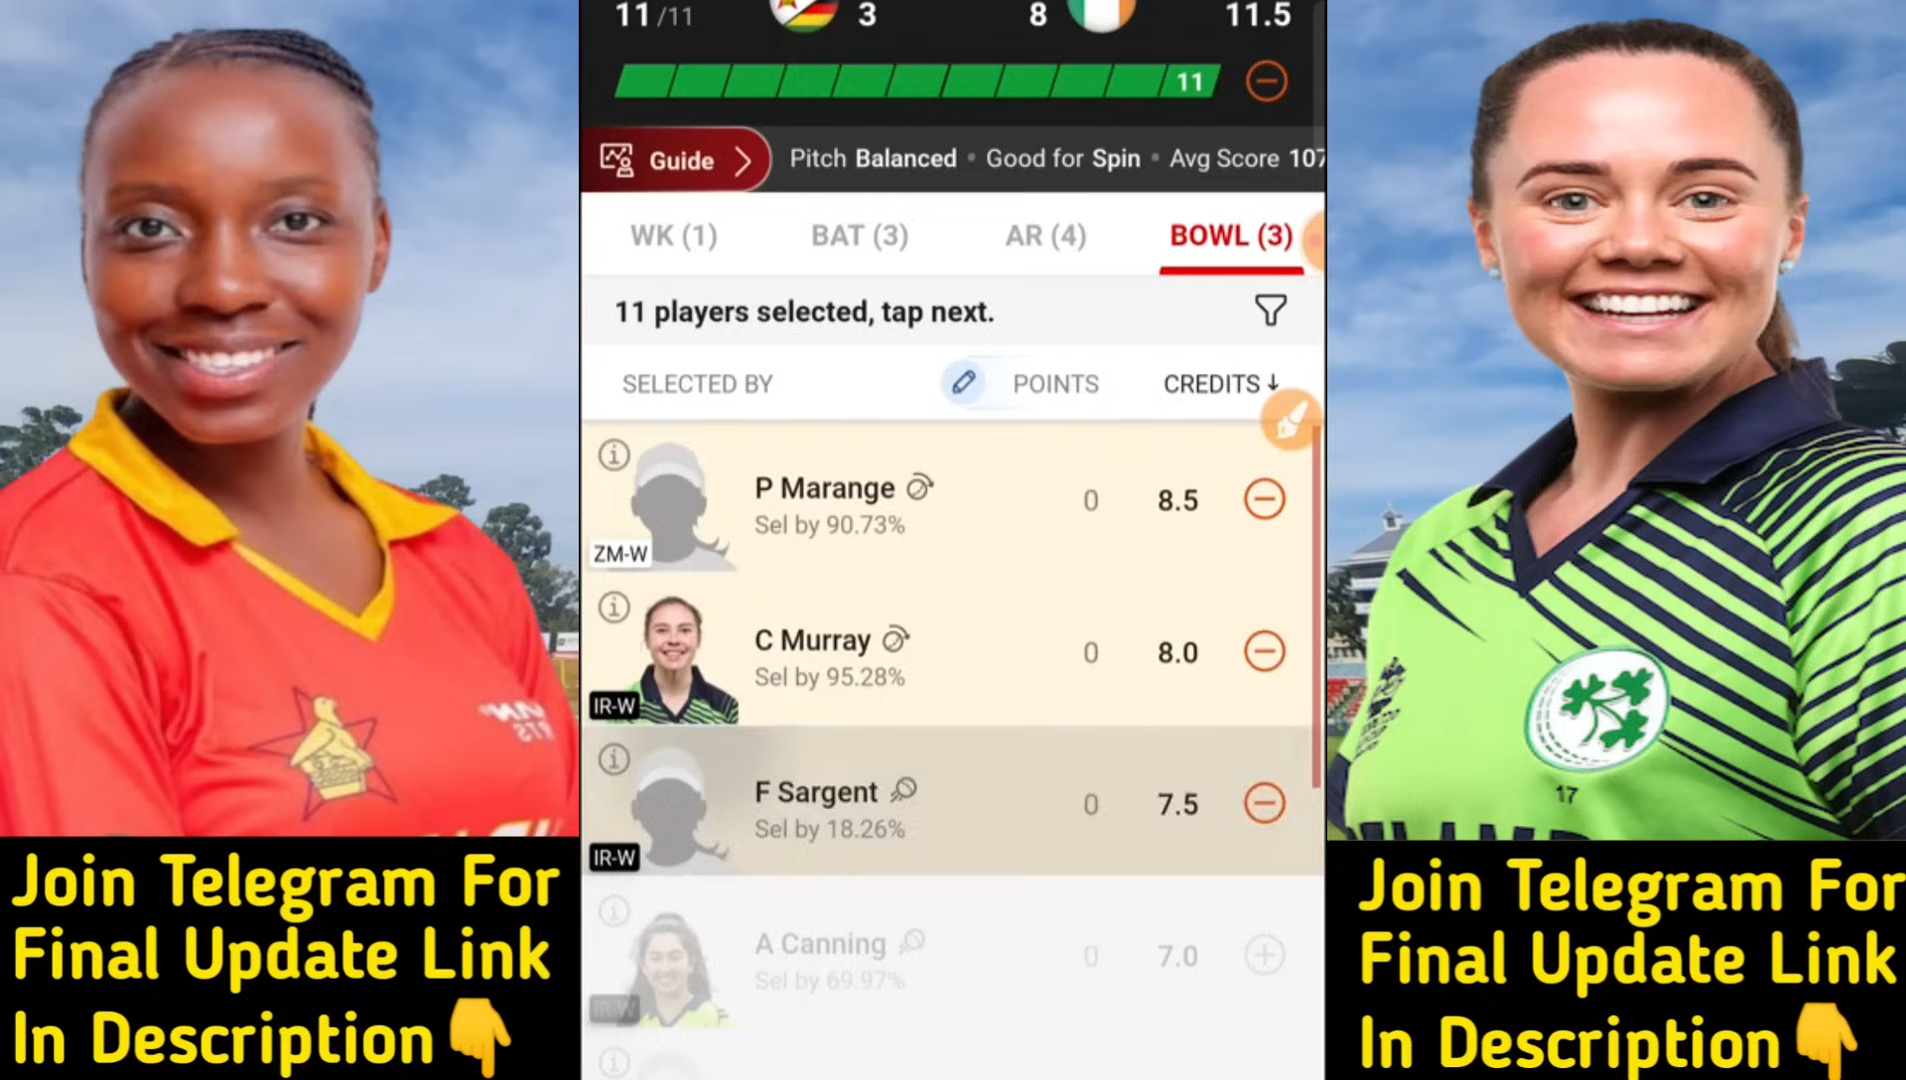 11/11 3 8 11.5
11
Guide
Pitch Balanced • Good for Spin • Avg Score 107
WK (1) BAT (3) AR (4) BOWL (3)
11 players selected, tap next.
SELECTED BY POINTS CREDITS↓
P Marange 0 8.5
Sel by 90.73%
ZM-W
C Murray 0 8.0
Sel by 95.28%
IR-W
F Sargent 0 7.5
Sel by 18.26%
IR-W
A Canning 0 7.0
Sel by 69.97%
IR-W
17
Join Telegram For
Final Update Link
In Description👇
Join Telegram For
Final Update Link
In Description👇